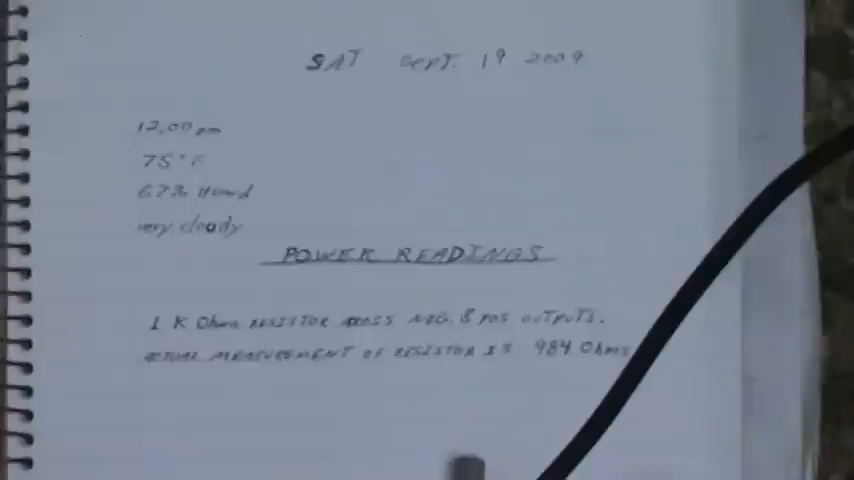 SAT Sept. 19 2009
12:00 pm
75°F
67% Humd
very cloudy
POWER READINGS
1 K Ohms RESISTOR ACROSS NEG. & POS OUTPUTS.
ACTUAL MEASUREMENT OF RESISTOR IS 984 Ohms